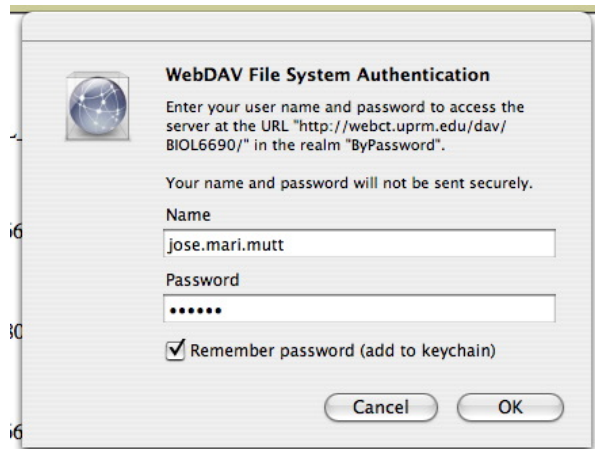 WebDAV File System Authentication
Enter your user name and password to access the
server at the URL "http://webct.uprm.edu/dav/
BIOL6690/" in the realm "ByPassword".
Your name and password will not be sent securely.
Name
jose.mari.mutt
Password
••••••
Remember password (add to keychain)
Cancel
OK